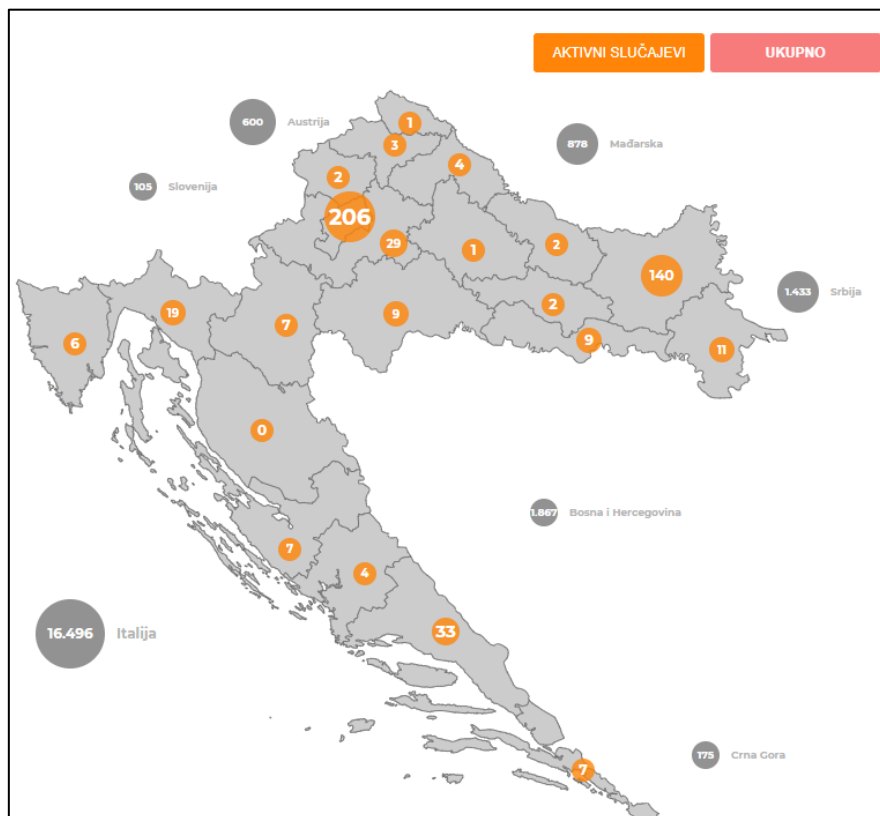 AKTIVNI SLUČAJEVI
UKUPNO
600 Austrija
1
3
878 Mađarska
4
2
105 Slovenija
206
29
1
2
140
1.433 Srbija
2
19
7
9
6
9
11
0
1.867 Bosna i Hercegovina
7
4
16.496 Italija
33
175 Crna Gora
7